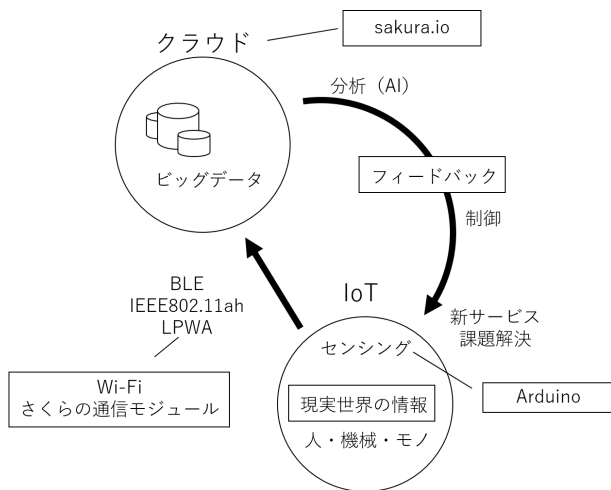 クラウド
sakura.io
分析（AI）
ビッグデータ
フィードバック
制御
BLE
IEEE802.11ah
LPWA
IoT
新サービス
課題解決
センシング
Wi-Fi
さくらの通信モジュール
現実世界の情報
人・機械・モノ
Arduino